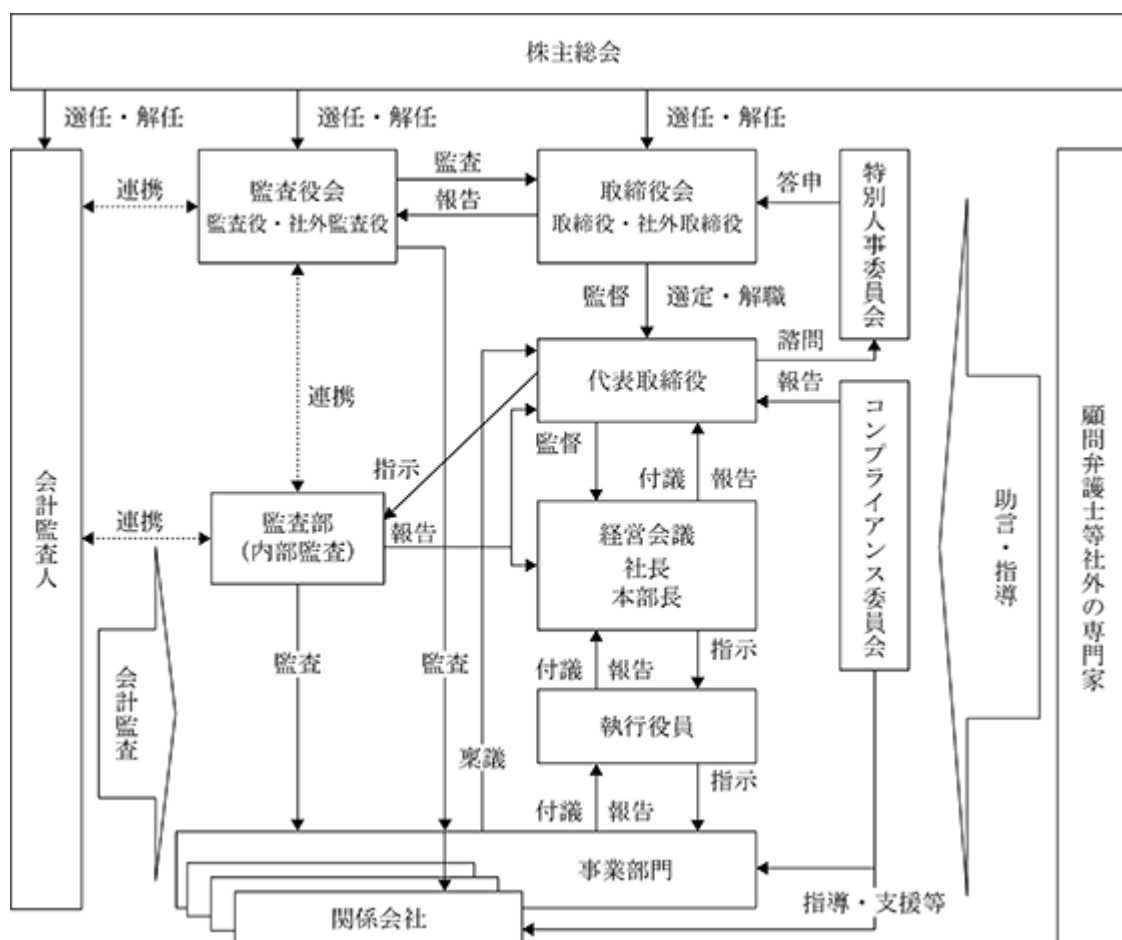 株主総会
選任・解任
選任・解任
選任・解任
連携
監査役会
監査役・社外監査役
監査
報告
取締役会
取締役・社外取締役
答申
特別人事委員会
監督
選定・解職
代表取締役
諮問
報告
コンプライアンス委員会
連携
指示
監督
付議
報告
会計監査人
連携
監査部
(内部監査)
報告
経営会議
社長
本部長
助言・指導
顧問弁護士等社外の専門家
会計監査
監査
監査
稟議
付議
報告
指示
執行役員
付議
報告
指示
事業部門
関係会社
指導・支援等